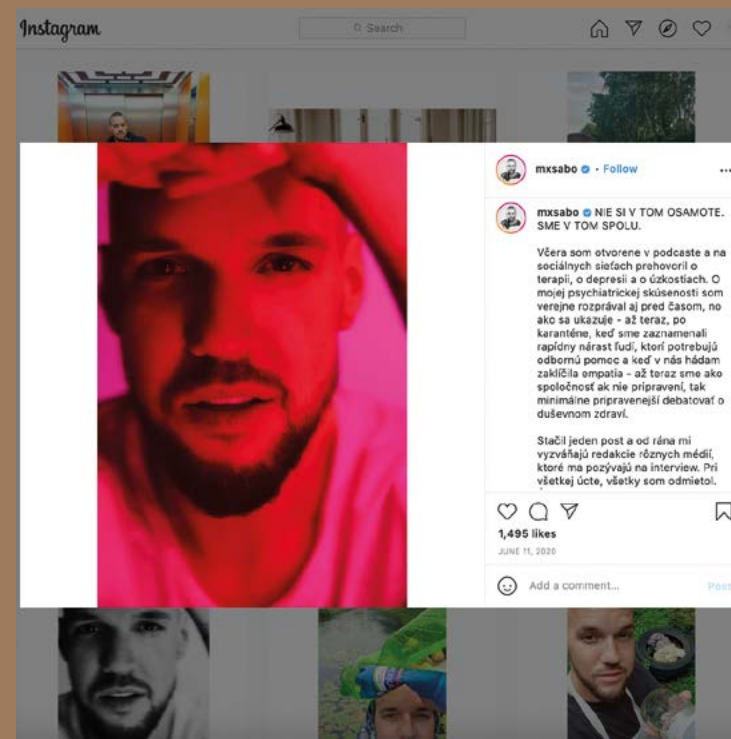 Instagram
Search
mxsabo • Follow
mxsabo NIE SI V TOM OSAMOTE.
SME V TOM SPOLU.
Včera som otvorene v podcaste a na
sociálnych sieťach prehovoril o
terapii, o depresii a o úzkostiach. O
mojej psychiatrickej skúsenosti som
verejne rozprával aj pred časom, no
ako sa ukazuje - až teraz, po
karanténe, keď sme zaznamenali
rapídny nárast ľudí, ktorí potrebujú
odbornú pomoc a keď v nás hádam
zaklíčila empatia - až teraz sme ako
spoločnosť ak nie pripravení, tak
minimálne pripravenejší debatovať o
duševnom zdraví.
Stačil jeden post a od rána mi
vyzváňajú redakcie rôznych médií,
ktoré ma pozývajú na interview. Pri
všetkej úcte, všetky som odmietol.
1,495 likes
JUNE 11, 2020
Add a comment...
Post